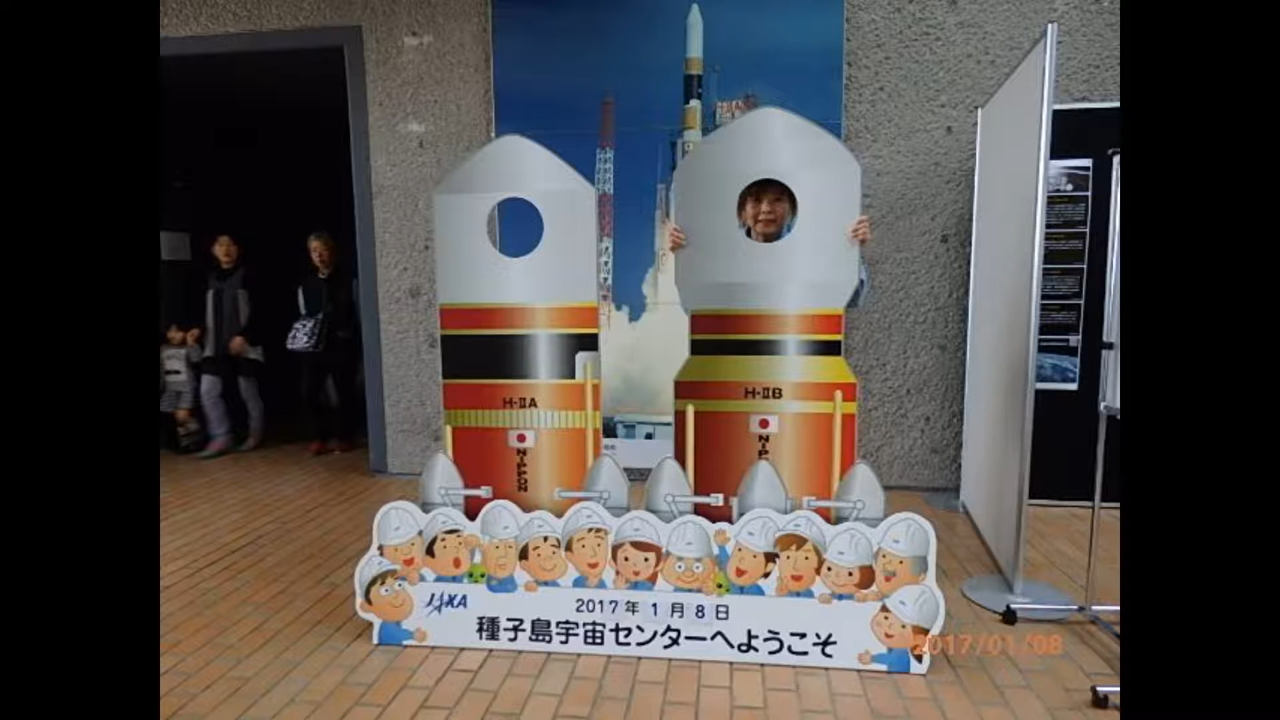 H-IIA
NIPPON
H-IIB
NIP
JAXA
2017年1月8日
種子島宇宙センターへようこそ
2017/01/08